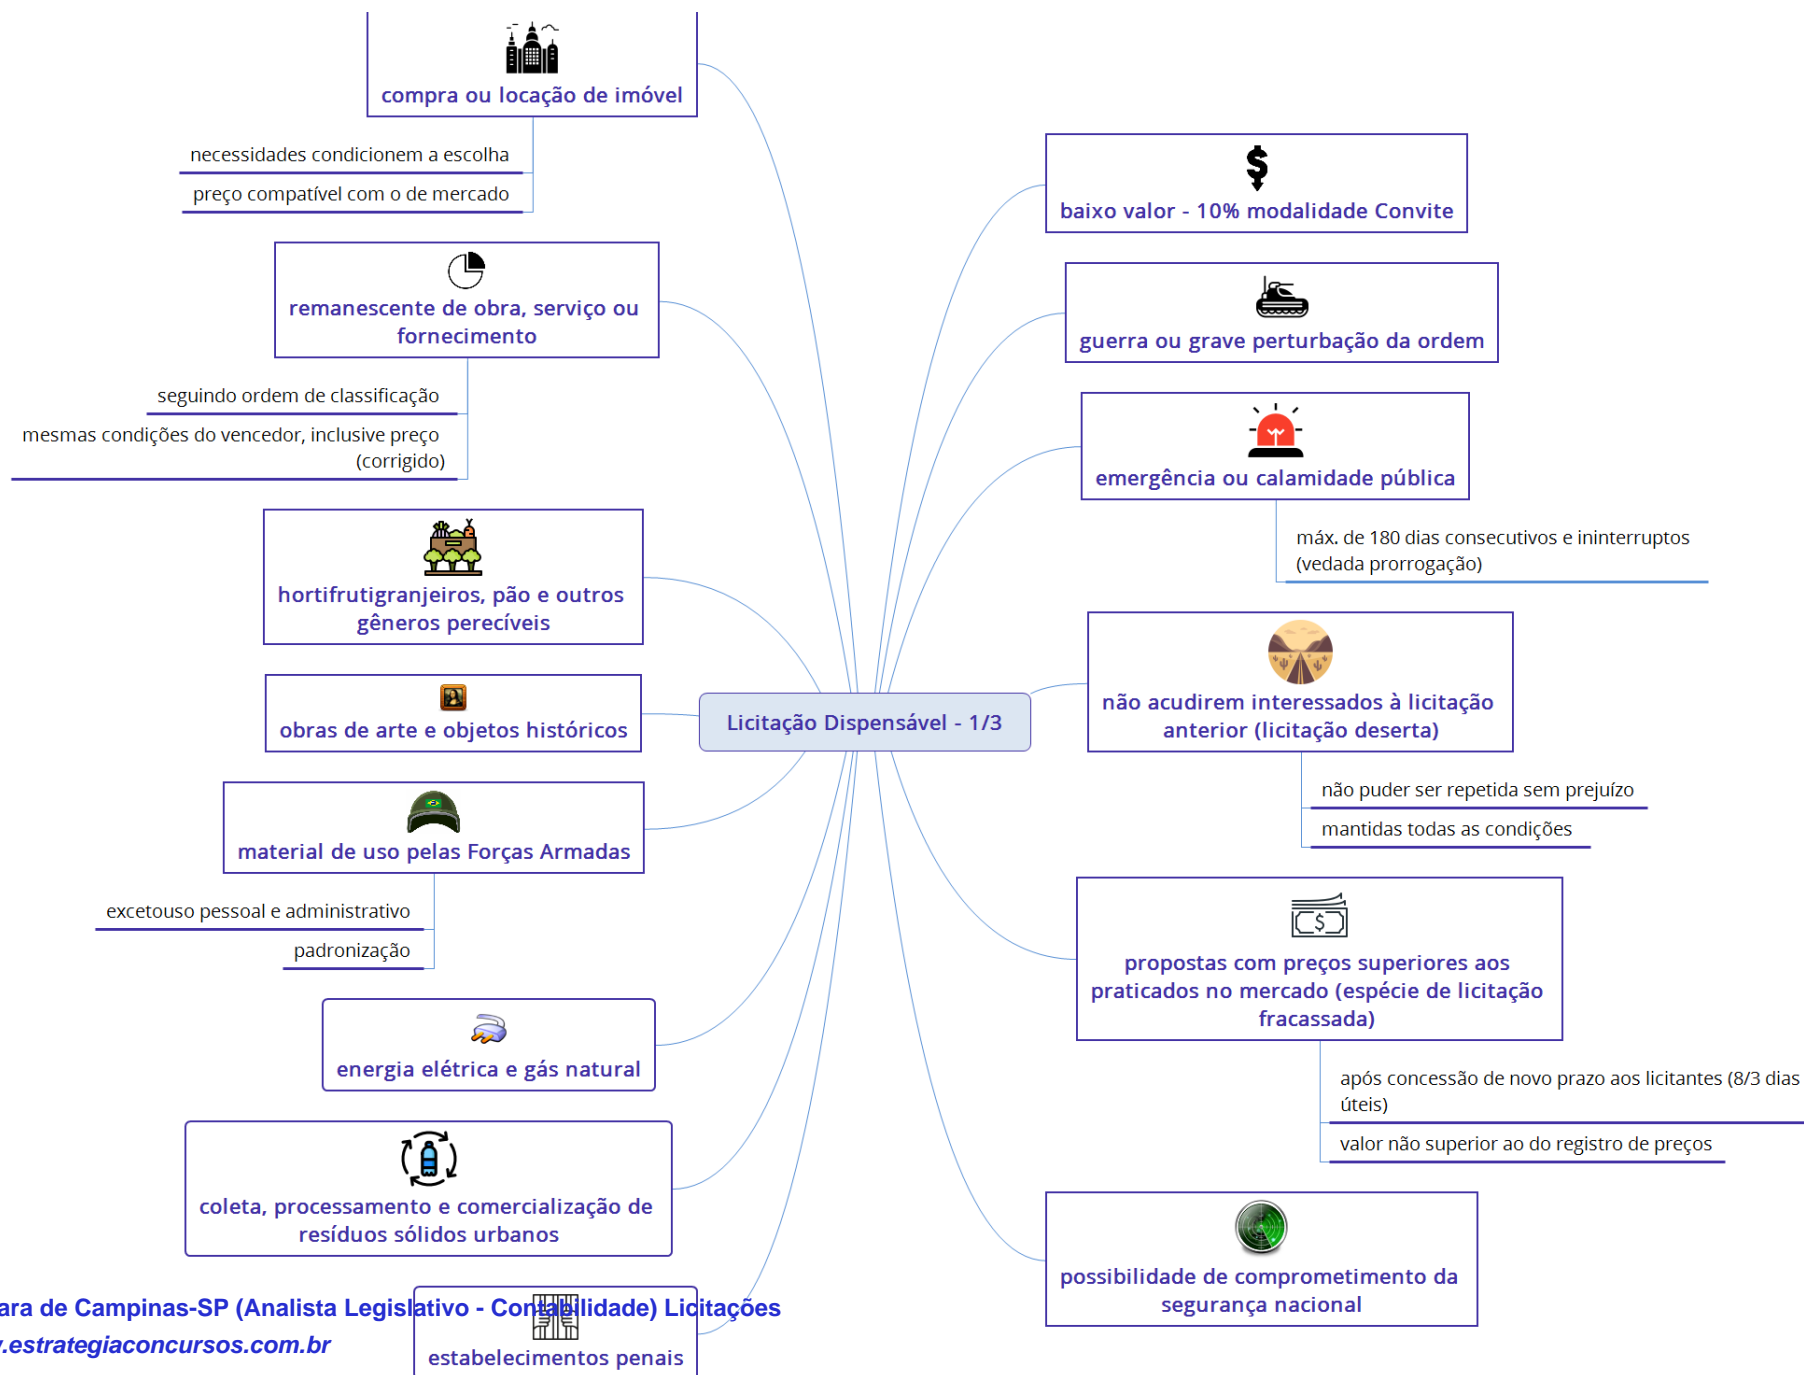 compra ou locação de imóvel
necessidades condicionem a escolha
preço compatível com o de mercado
remanescente de obra, serviço ou
fornecimento
seguindo ordem de classificação
mesmas condições do vencedor, inclusive preço
(corrigido)
hortifrutigranjeiros, pão e outros
gêneros perecíveis
obras de arte e objetos históricos
material de uso pelas Forças Armadas
excetouso pessoal e administrativo
padronização
energia elétrica e gás natural
coleta, processamento e comercialização de
resíduos sólidos urbanos
estabelecimentos penais
Licitação Dispensável - 1/3
baixo valor - 10% modalidade Convite
guerra ou grave perturbação da ordem
emergência ou calamidade pública
máx. de 180 dias consecutivos e ininterruptos
(vedada prorrogação)
não acudirem interessados à licitação
anterior (licitação deserta)
não puder ser repetida sem prejuízo
mantidas todas as condições
propostas com preços superiores aos
praticados no mercado (espécie de licitação
fracassada)
após concessão de novo prazo aos licitantes (8/3 dias
úteis)
valor não superior ao do registro de preços
possibilidade de comprometimento da
segurança nacional
ara de Campinas-SP (Analista Legislativo - Contabilidade) Licitações
.estrategiaconcursos.com.br